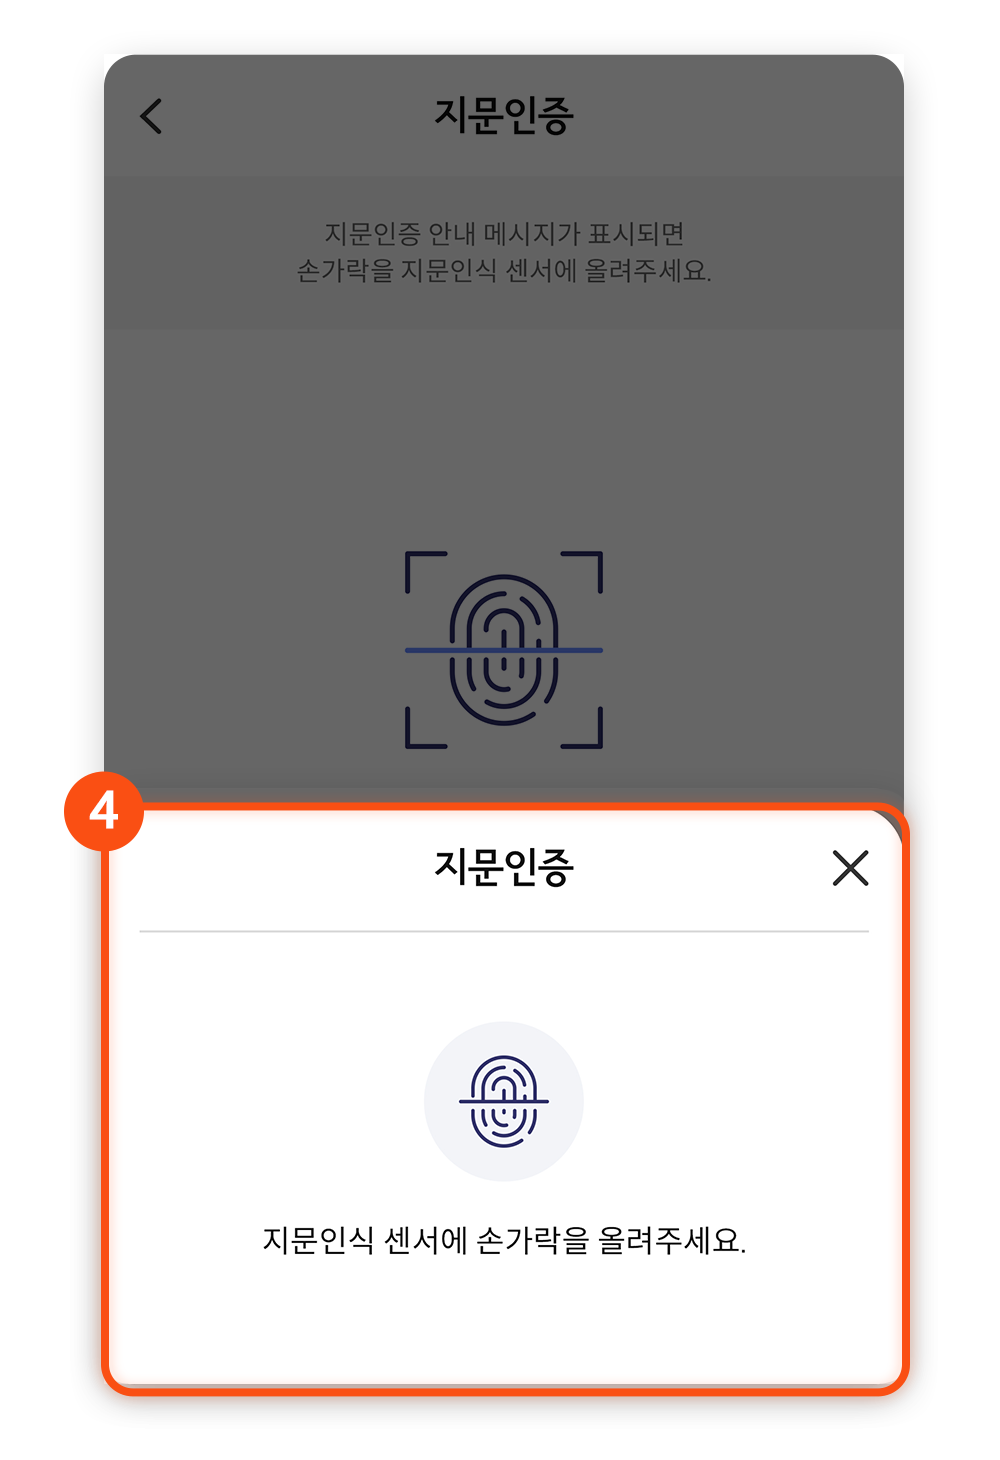 지문인증
지문인증 안내 메시지가 표시되면
손가락을 지문인식 센서에 올려주세요.
4
지문인증
지문인식 센서에 손가락을 올려주세요.